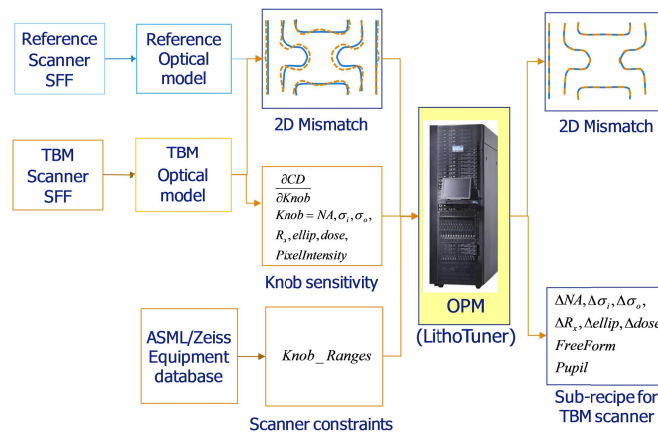 Reference
Scanner
SFF
Reference
Optical
model
2D Mismatch
2D Mismatch
TBM
Scanner
SFF
TBM
Optical
model
∂CD
∂Knob
Knob = NA, σi, σo,
Rx, ellip, dose,
PixelIntensity
Knob sensitivity
OPM
(LithoTuner)
ASML/Zeiss
Equipment
database
Knob_Ranges
Scanner constraints
ΔNA, Δσi, Δσo,
ΔRx, Δellip, Δdose
FreeForm
Pupil
Sub-recipe for
TBM scanner